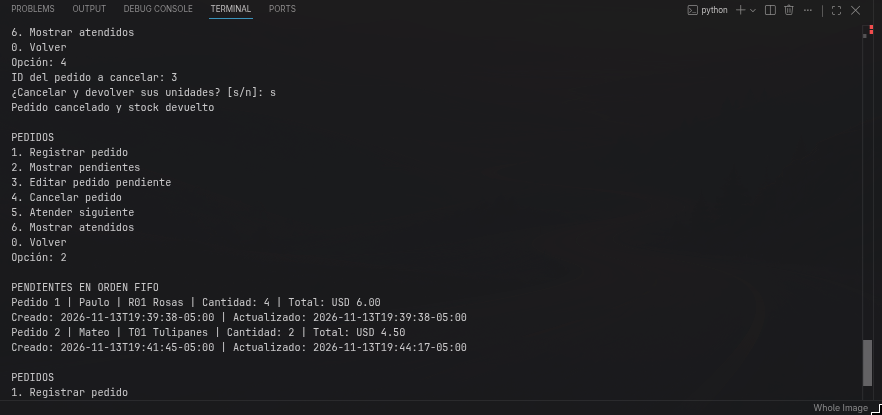 PROBLEMS OUTPUT DEBUG CONSOLE TERMINAL PORTS python
6. Mostrar atendidos
0. Volver
Opción: 4
ID del pedido a cancelar: 3
¿Cancelar y devolver sus unidades? [s/n]: s
Pedido cancelado y stock devuelto
PEDIDOS
1. Registrar pedido
2. Mostrar pendientes
3. Editar pedido pendiente
4. Cancelar pedido
5. Atender siguiente
6. Mostrar atendidos
0. Volver
Opción: 2
PENDIENTES EN ORDEN FIFO
Pedido 1 | Paulo | R01 Rosas | Cantidad: 4 | Total: USD 6.00
Creado: 2026-11-13T19:39:38-05:00 | Actualizado: 2026-11-13T19:39:38-05:00
Pedido 2 | Mateo | T01 Tulipanes | Cantidad: 2 | Total: USD 4.50
Creado: 2026-11-13T19:41:45-05:00 | Actualizado: 2026-11-13T19:44:17-05:00
PEDIDOS
1. Registrar pedido
Whole Image